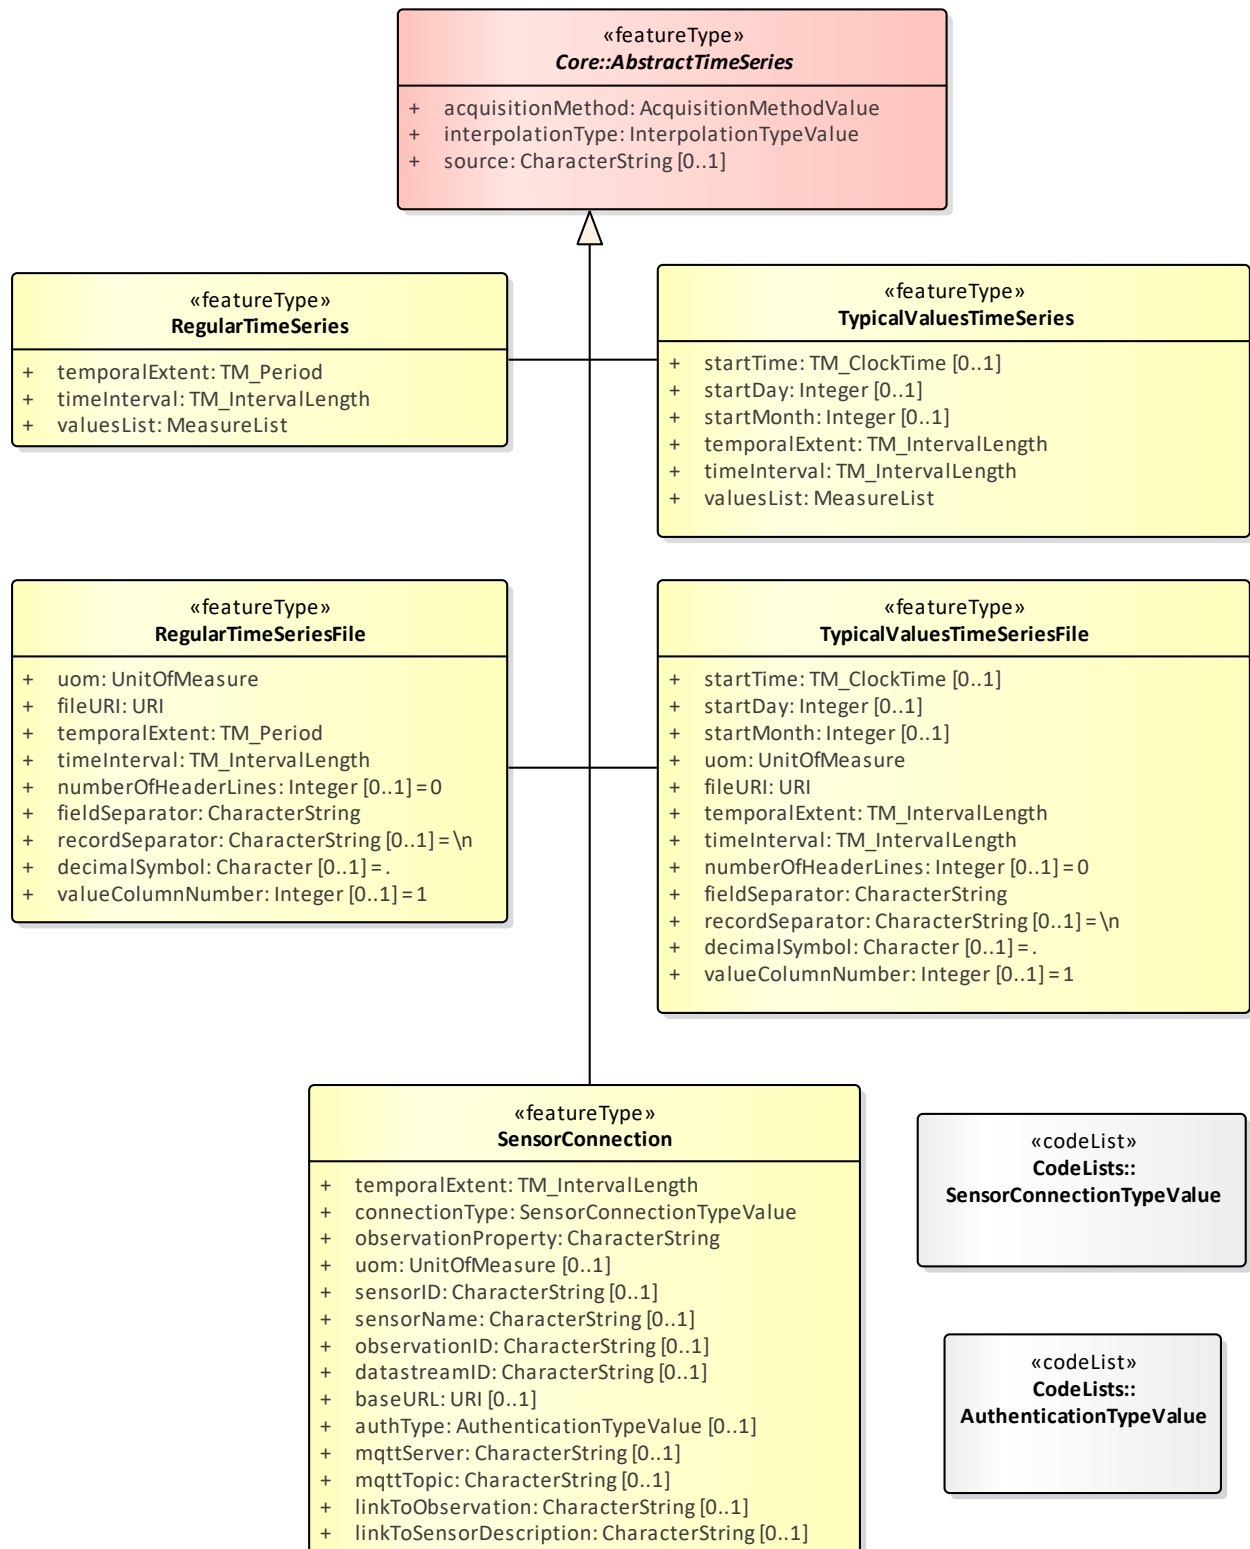 «featureType»
Core::AbstractTimeSeries
+ acquisitionMethod: AcquisitionMethodValue
+ interpolationType: InterpolationTypeValue
+ source: CharacterString [0..1]
«featureType»
RegularTimeSeries
+ temporalExtent: TM_Period
+ timeInterval: TM_IntervalLength
+ valuesList: MeasureList
«featureType»
TypicalValuesTimeSeries
+ startTime: TM_ClockTime [0..1]
+ startDay: Integer [0..1]
+ startMonth: Integer [0..1]
+ temporalExtent: TM_IntervalLength
+ timeInterval: TM_IntervalLength
+ valuesList: MeasureList
«featureType»
RegularTimeSeriesFile
+ uom: UnitOfMeasure
+ fileURI: URI
+ temporalExtent: TM_Period
+ timeInterval: TM_IntervalLength
+ numberOfHeaderLines: Integer [0..1] = 0
+ fieldSeparator: CharacterString
+ recordSeparator: CharacterString [0..1] = \n
+ decimalSymbol: Character [0..1] = .
+ valueColumnNumber: Integer [0..1] = 1
«featureType»
TypicalValuesTimeSeriesFile
+ startTime: TM_ClockTime [0..1]
+ startDay: Integer [0..1]
+ startMonth: Integer [0..1]
+ uom: UnitOfMeasure
+ fileURI: URI
+ temporalExtent: TM_IntervalLength
+ timeInterval: TM_IntervalLength
+ numberOfHeaderLines: Integer [0..1] = 0
+ fieldSeparator: CharacterString
+ recordSeparator: CharacterString [0..1] = \n
+ decimalSymbol: Character [0..1] = .
+ valueColumnNumber: Integer [0..1] = 1
«featureType»
SensorConnection
+ temporalExtent: TM_IntervalLength
+ connectionType: SensorConnectionTypeValue
+ observationProperty: CharacterString
+ uom: UnitOfMeasure [0..1]
+ sensorID: CharacterString [0..1]
+ sensorName: CharacterString [0..1]
+ observationID: CharacterString [0..1]
+ datastreamID: CharacterString [0..1]
+ baseURL: URI [0..1]
+ authType: AuthenticationTypeValue [0..1]
+ mqttServer: CharacterString [0..1]
+ mqttTopic: CharacterString [0..1]
+ linkToObservation: CharacterString [0..1]
+ linkToSensorDescription: CharacterString [0..1]
«codeList»
CodeLists::
SensorConnectionTypeValue
«codeList»
CodeLists::
AuthenticationTypeValue